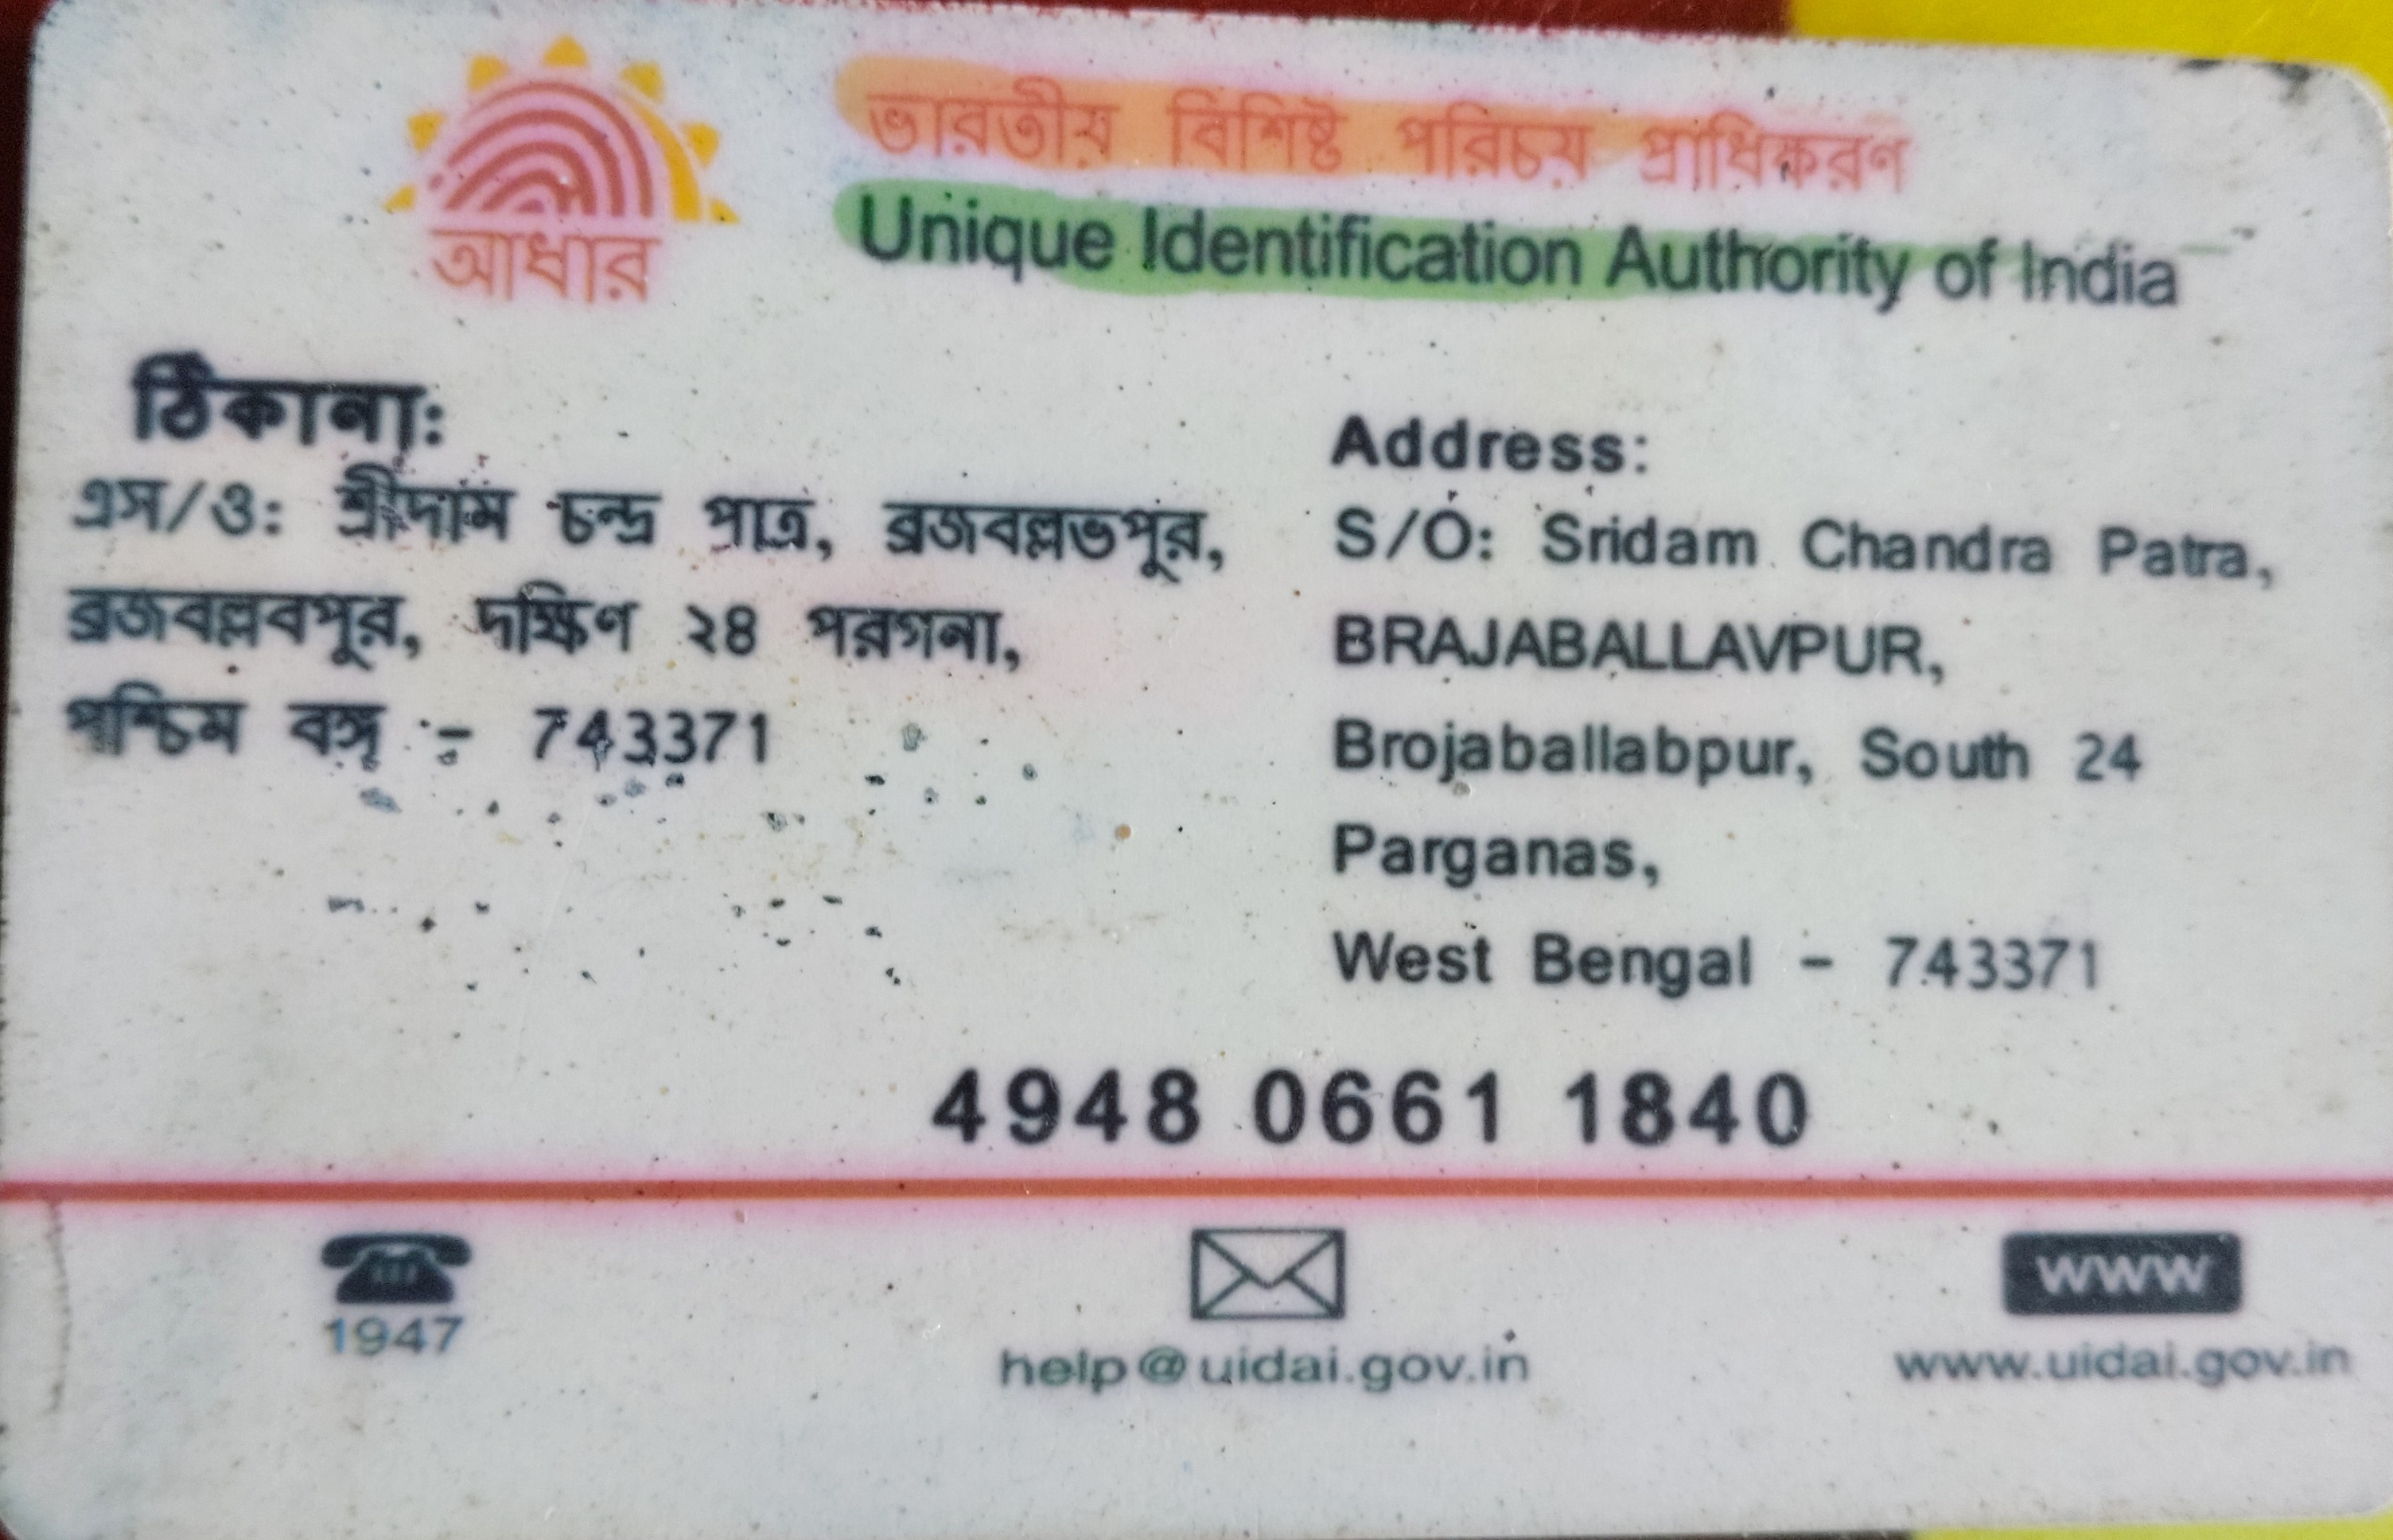 ভারতীয় বিশিষ্ট পরিচয় প্রাধিকরণ
আধার
Unique Identification Authority of India
ঠিকানা:
এস/ও: শ্রীদাম চন্দ্র পাত্র, ব্রজবল্লভপুর,
ব্রজবল্লবপুর, দক্ষিণ ২৪ পরগনা,
পশ্চিম বঙ্গ - 743371
Address:
S/O: Sridam Chandra Patra,
BRAJABALLAVPUR,
Brojaballabpur, South 24
Parganas,
West Bengal - 743371
4948 0661 1840
1947
help@uidai.gov.in
WWW
www.uidai.gov.in